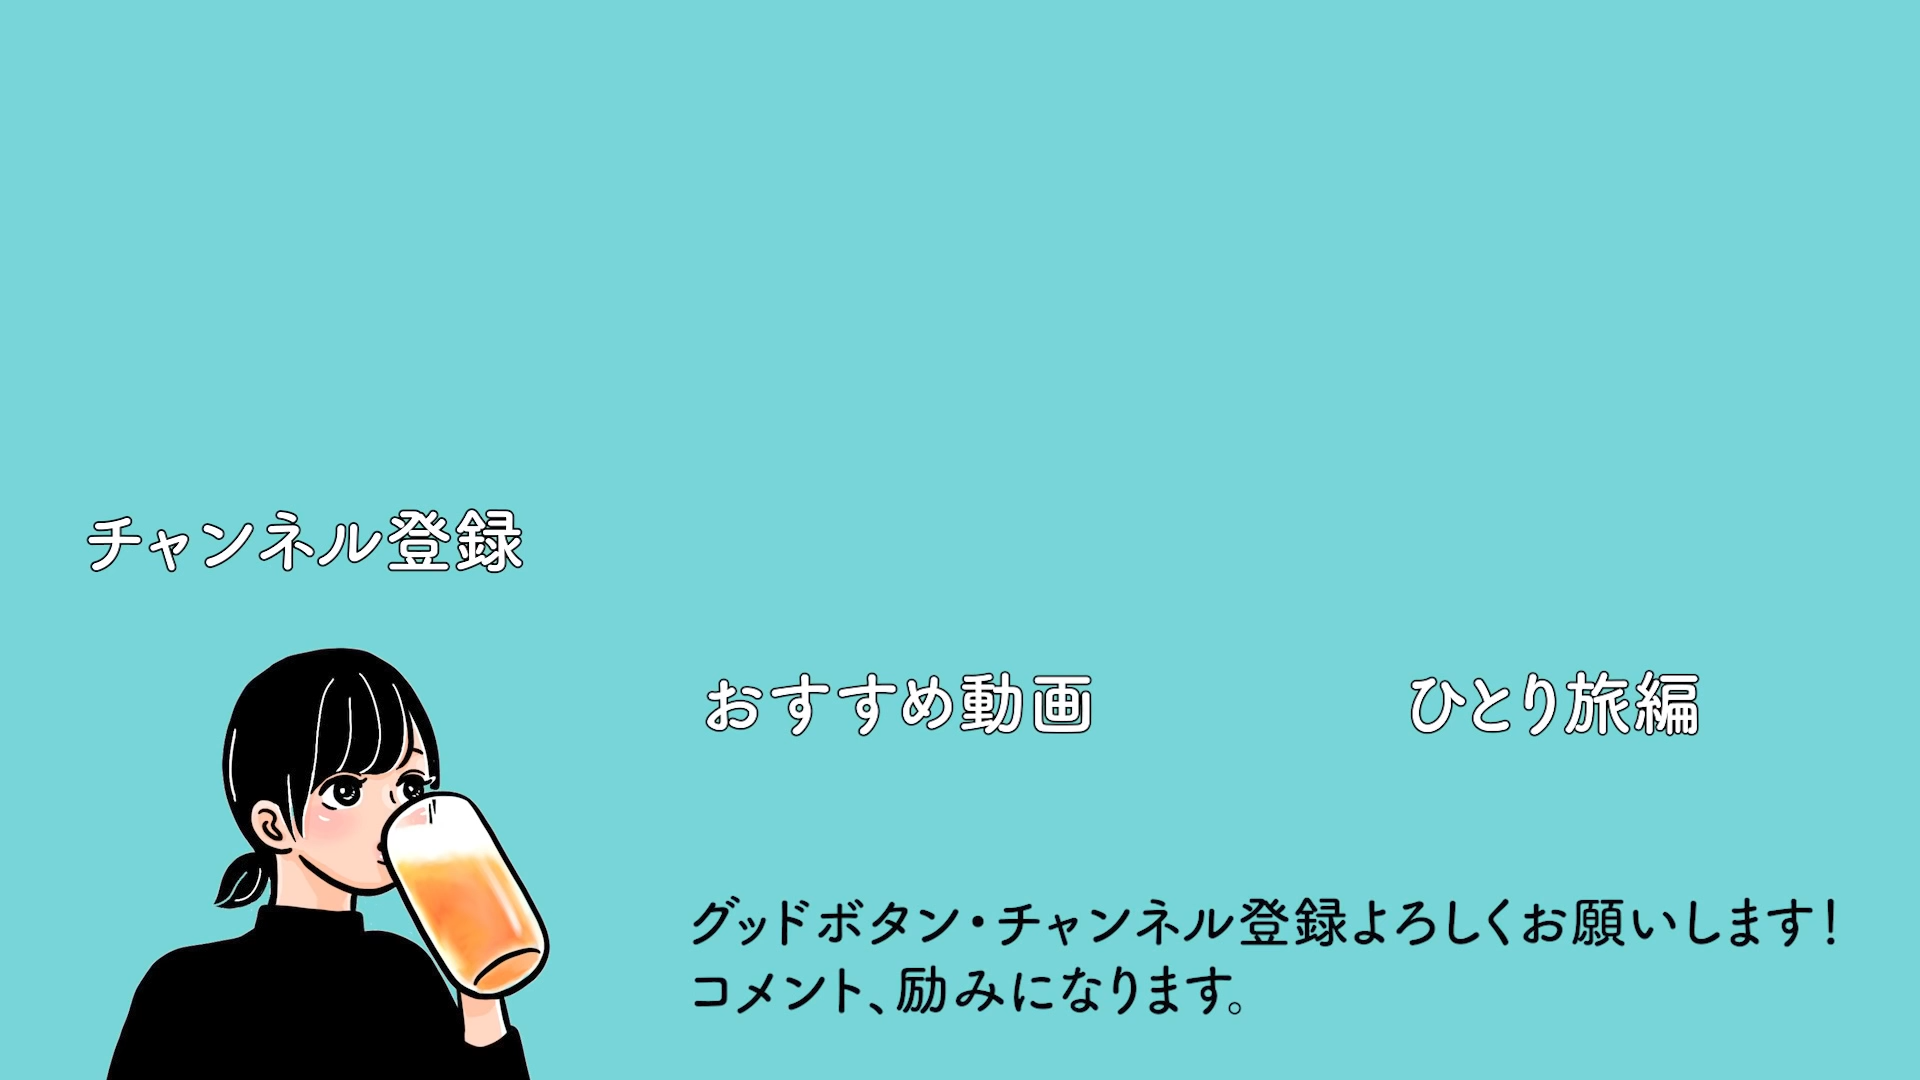 チャンネル登録
おすすめ動画
ひとり旅編
グッドボタン・チャンネル登録よろしくお願いします!
コメント、励みになります。